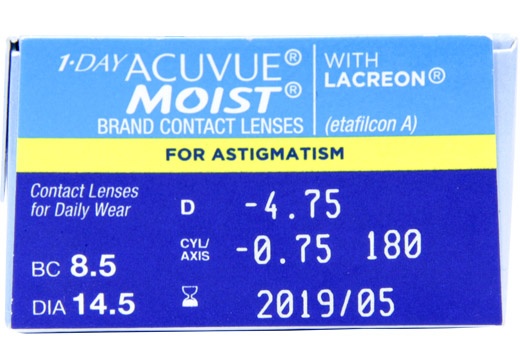 1·DAY ACUVUE®
MOIST®
BRAND CONTACT LENSES
WITH
LACREON®
(etafilcon A)
FOR ASTIGMATISM
Contact Lenses
for Daily Wear
BC 8.5
DIA 14.5
D -4.75
CYL/
AXIS -0.75 180
2019/05